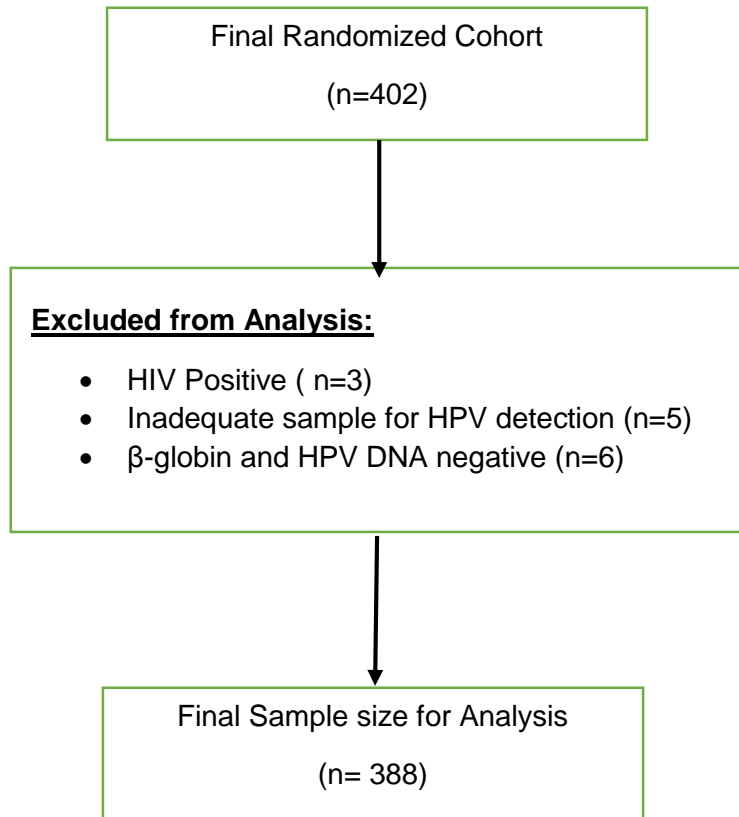 Final Randomized Cohort
(n=402)
Excluded from Analysis:
• HIV Positive ( n=3)
• Inadequate sample for HPV detection (n=5)
• β-globin and HPV DNA negative (n=6)
Final Sample size for Analysis
(n= 388)